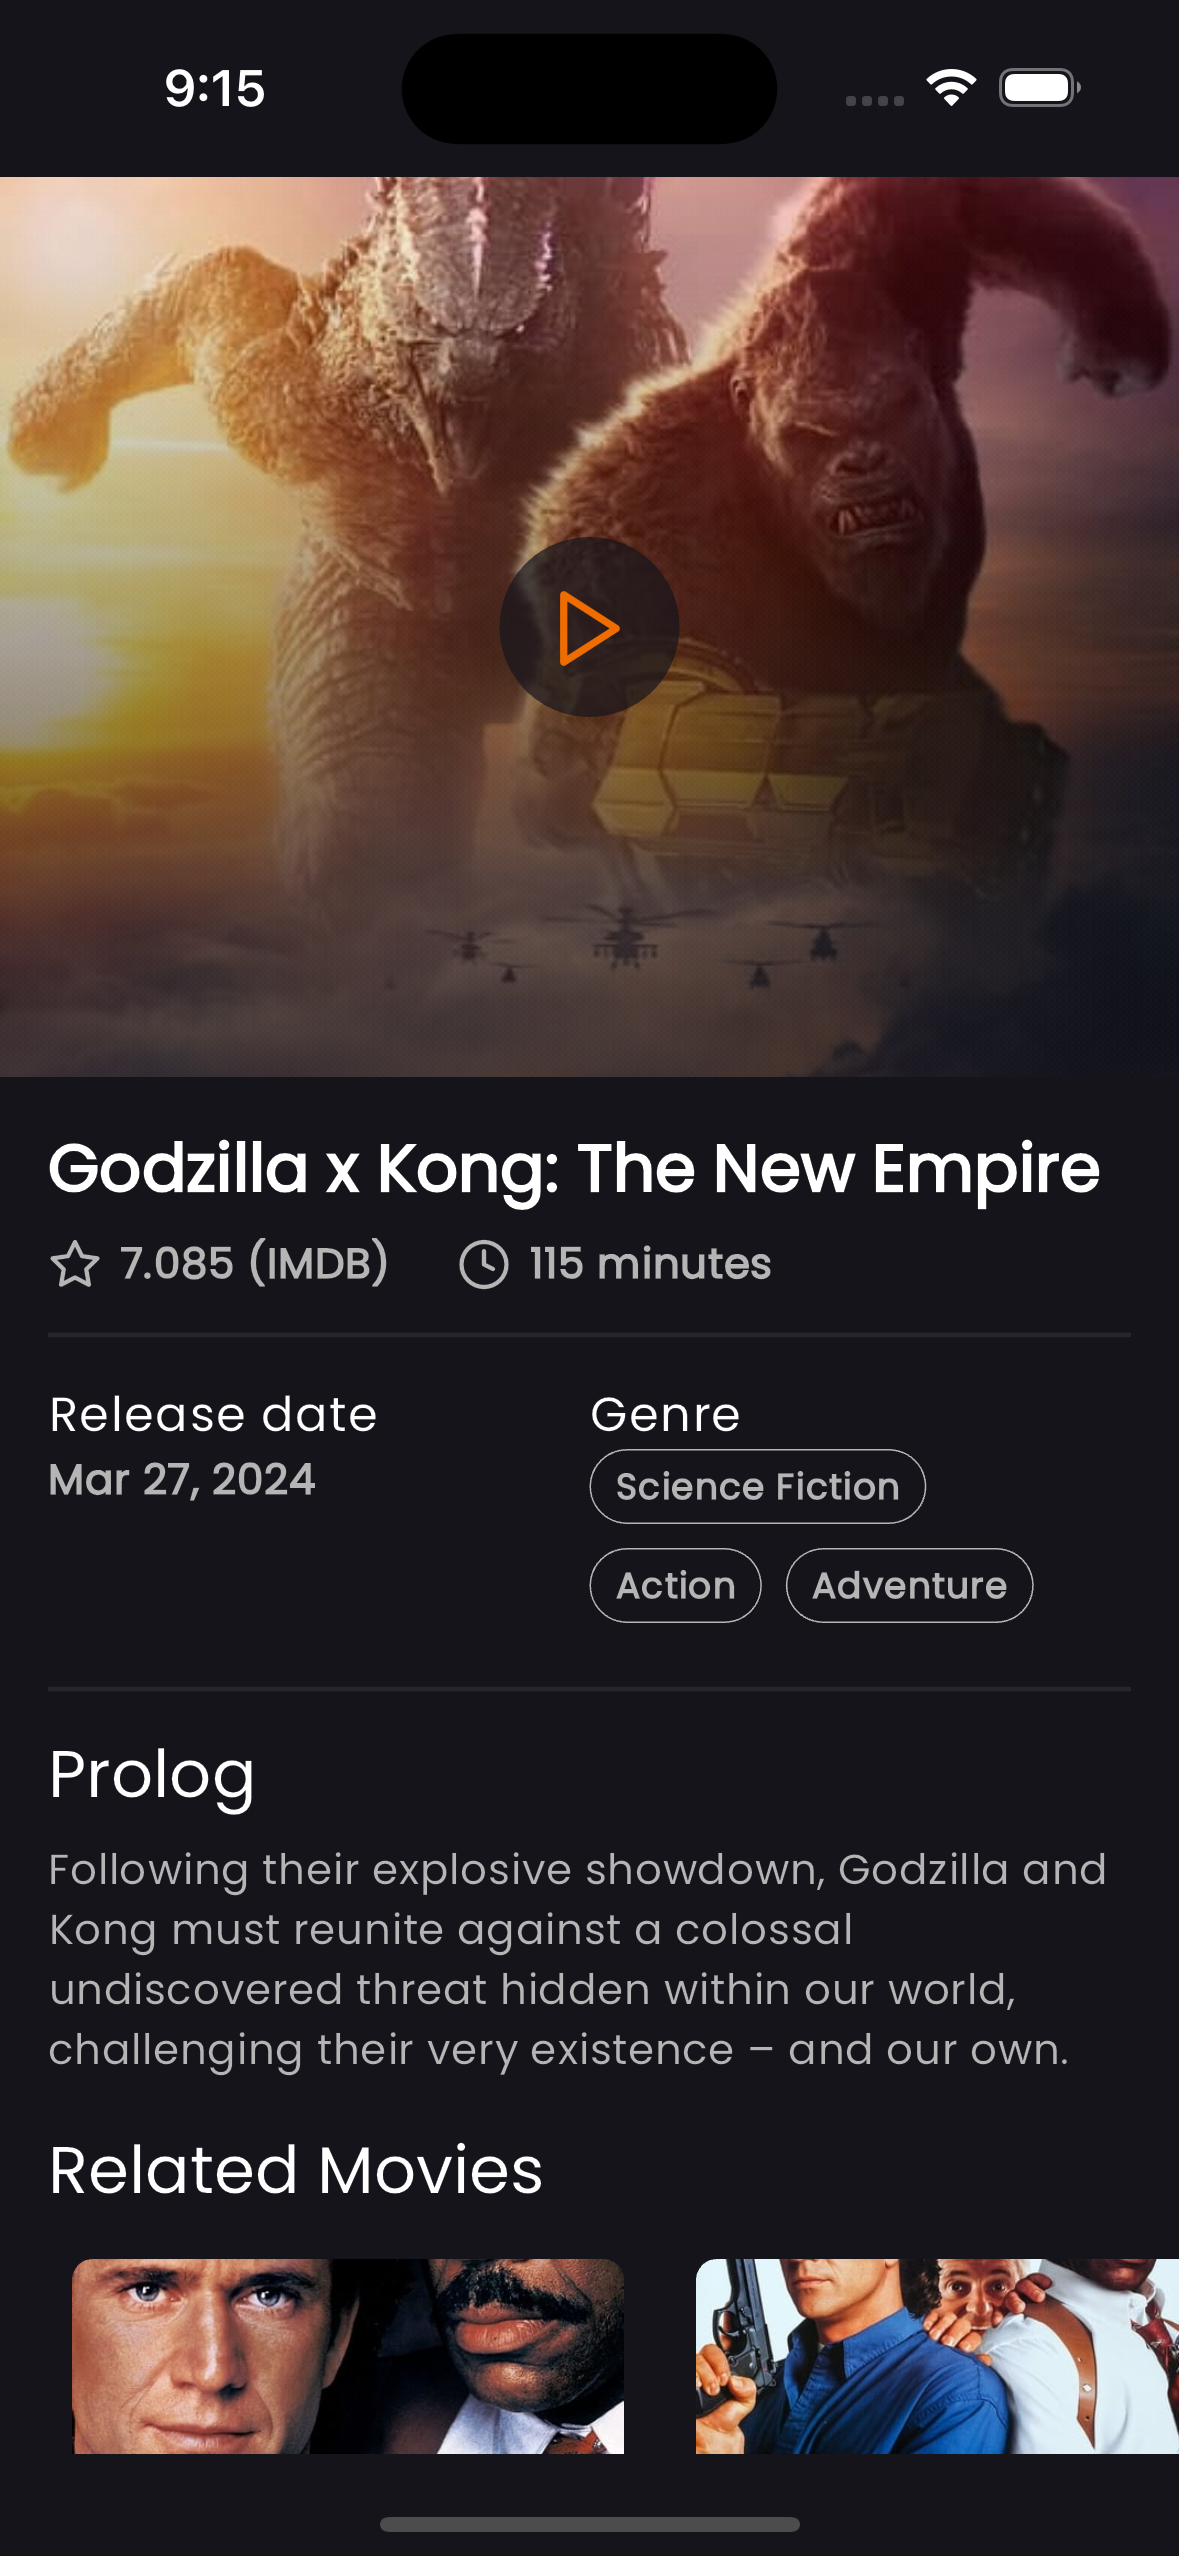 9:15
Godzilla x Kong: The New Empire
7.085 (IMDB) 115 minutes
Release date
Mar 27, 2024
Genre
Science Fiction
Action Adventure
Prolog
Following their explosive showdown, Godzilla and
Kong must reunite against a colossal
undiscovered threat hidden within our world,
challenging their very existence – and our own.
Related Movies